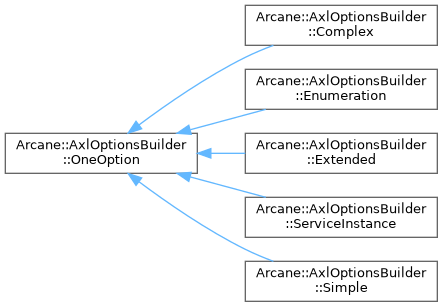 Arcane::AxlOptionsBuilder
::OneOption
Arcane::AxlOptionsBuilder
::Complex
Arcane::AxlOptionsBuilder
::Enumeration
Arcane::AxlOptionsBuilder
::Extended
Arcane::AxlOptionsBuilder
::ServiceInstance
Arcane::AxlOptionsBuilder
::Simple